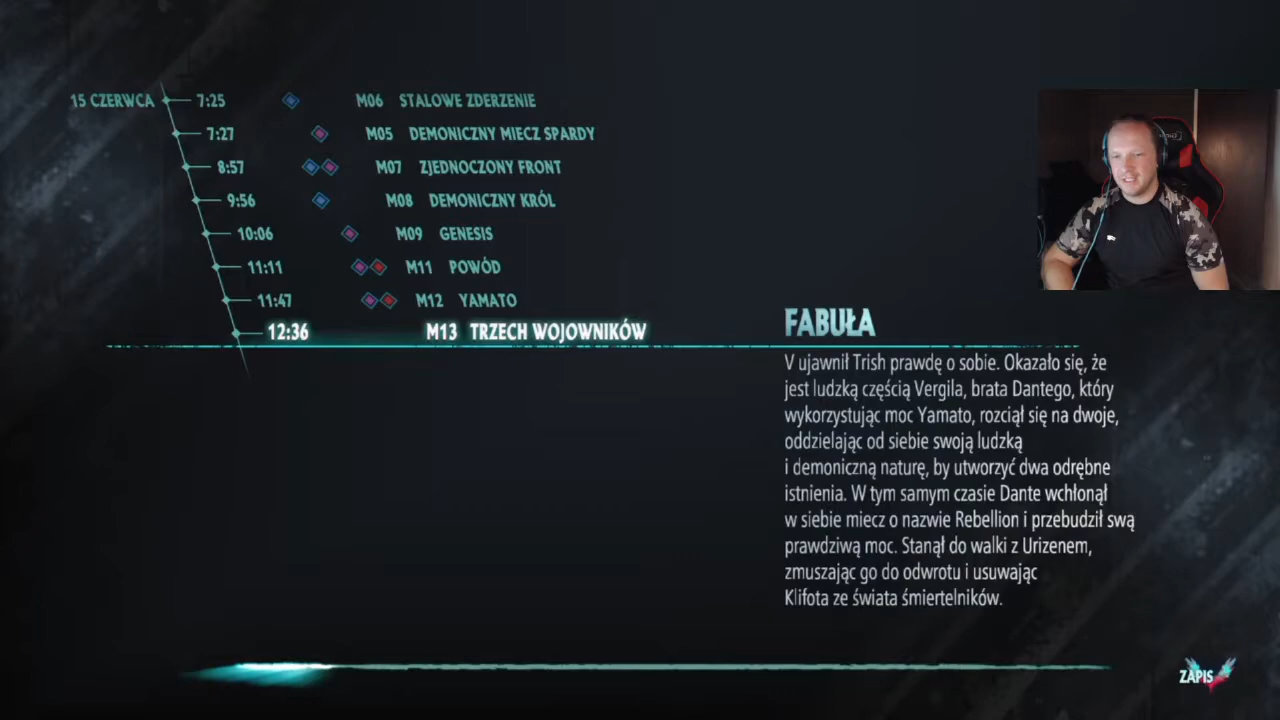 15 CZERWCA 7:25 M06 STALOWE ZDERZENIE
7:27 M05 DEMONICZNY MIECZ SPARDY
8:57 M07 ZJEDNOCZONY FRONT
9:56 M08 DEMONICZNY KRÓL
10:06 M09 GENESIS
11:11 M11 POWÓD
11:47 M12 YAMATO
12:36 M13 TRZECH WOJOWNIKÓW
FABUŁA
V ujawnił Trish prawdę o sobie. Okazało się, że
jest ludzką częścią Vergila, brata Dantego, który
wykorzystując moc Yamato, rozciął się na dwoje,
oddzielając od siebie swoją ludzką
i demoniczną naturę, by utworzyć dwa odrębne
istnienia. W tym samym czasie Dante wchłonął
w siebie miecz o nazwie Rebellion i przebudził swą
prawdziwą moc. Stanął do walki z Urizenem,
zmuszając go do odwrotu i usuwając
Klifota ze świata śmiertelników.
ZAPIS